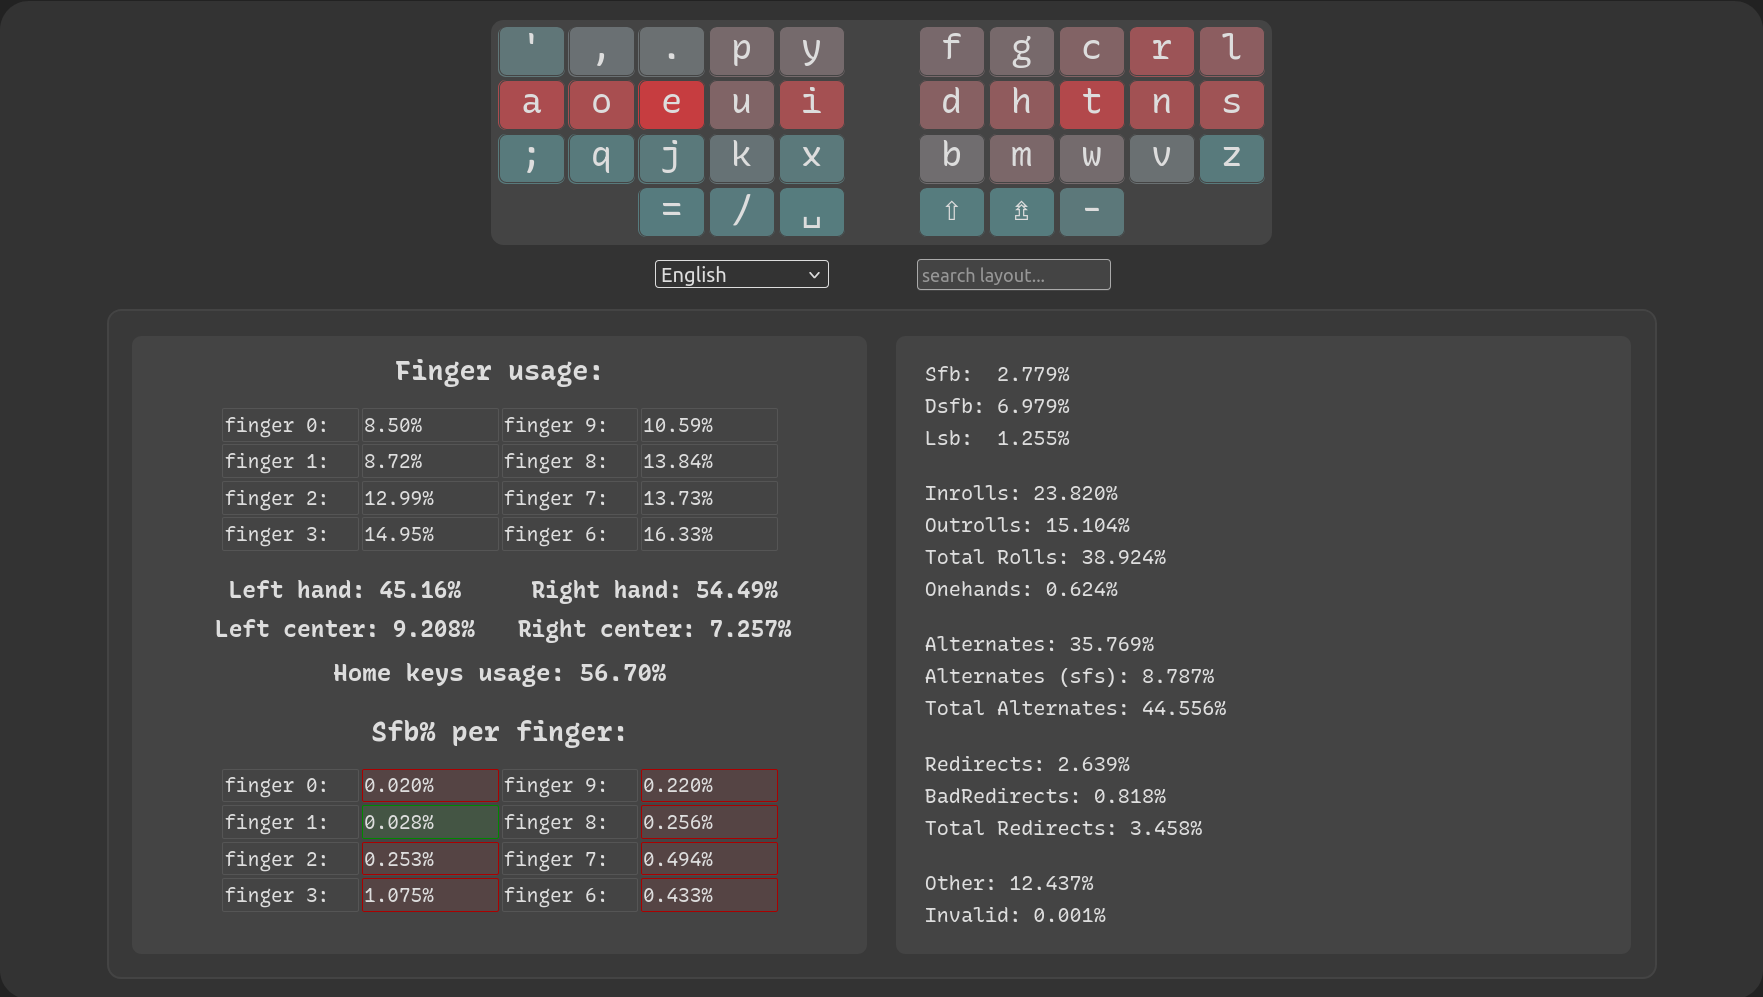 ' , . p y f g c r l
a o e u i d h t n s
; q j k x b m w v z
= / ␣ ⇧ ⇯ -
English search layout...
Finger usage:
finger 0: 8.50% finger 9: 10.59%
finger 1: 8.72% finger 8: 13.84%
finger 2: 12.99% finger 7: 13.73%
finger 3: 14.95% finger 6: 16.33%
Left hand: 45.16% Right hand: 54.49%
Left center: 9.208% Right center: 7.257%
Home keys usage: 56.70%
Sfb% per finger:
finger 0: 0.020% finger 9: 0.220%
finger 1: 0.028% finger 8: 0.256%
finger 2: 0.253% finger 7: 0.494%
finger 3: 1.075% finger 6: 0.433%
Sfb: 2.779%
Dsfb: 6.979%
Lsb: 1.255%
Inrolls: 23.820%
Outrolls: 15.104%
Total Rolls: 38.924%
Onehands: 0.624%
Alternates: 35.769%
Alternates (sfs): 8.787%
Total Alternates: 44.556%
Redirects: 2.639%
BadRedirects: 0.818%
Total Redirects: 3.458%
Other: 12.437%
Invalid: 0.001%